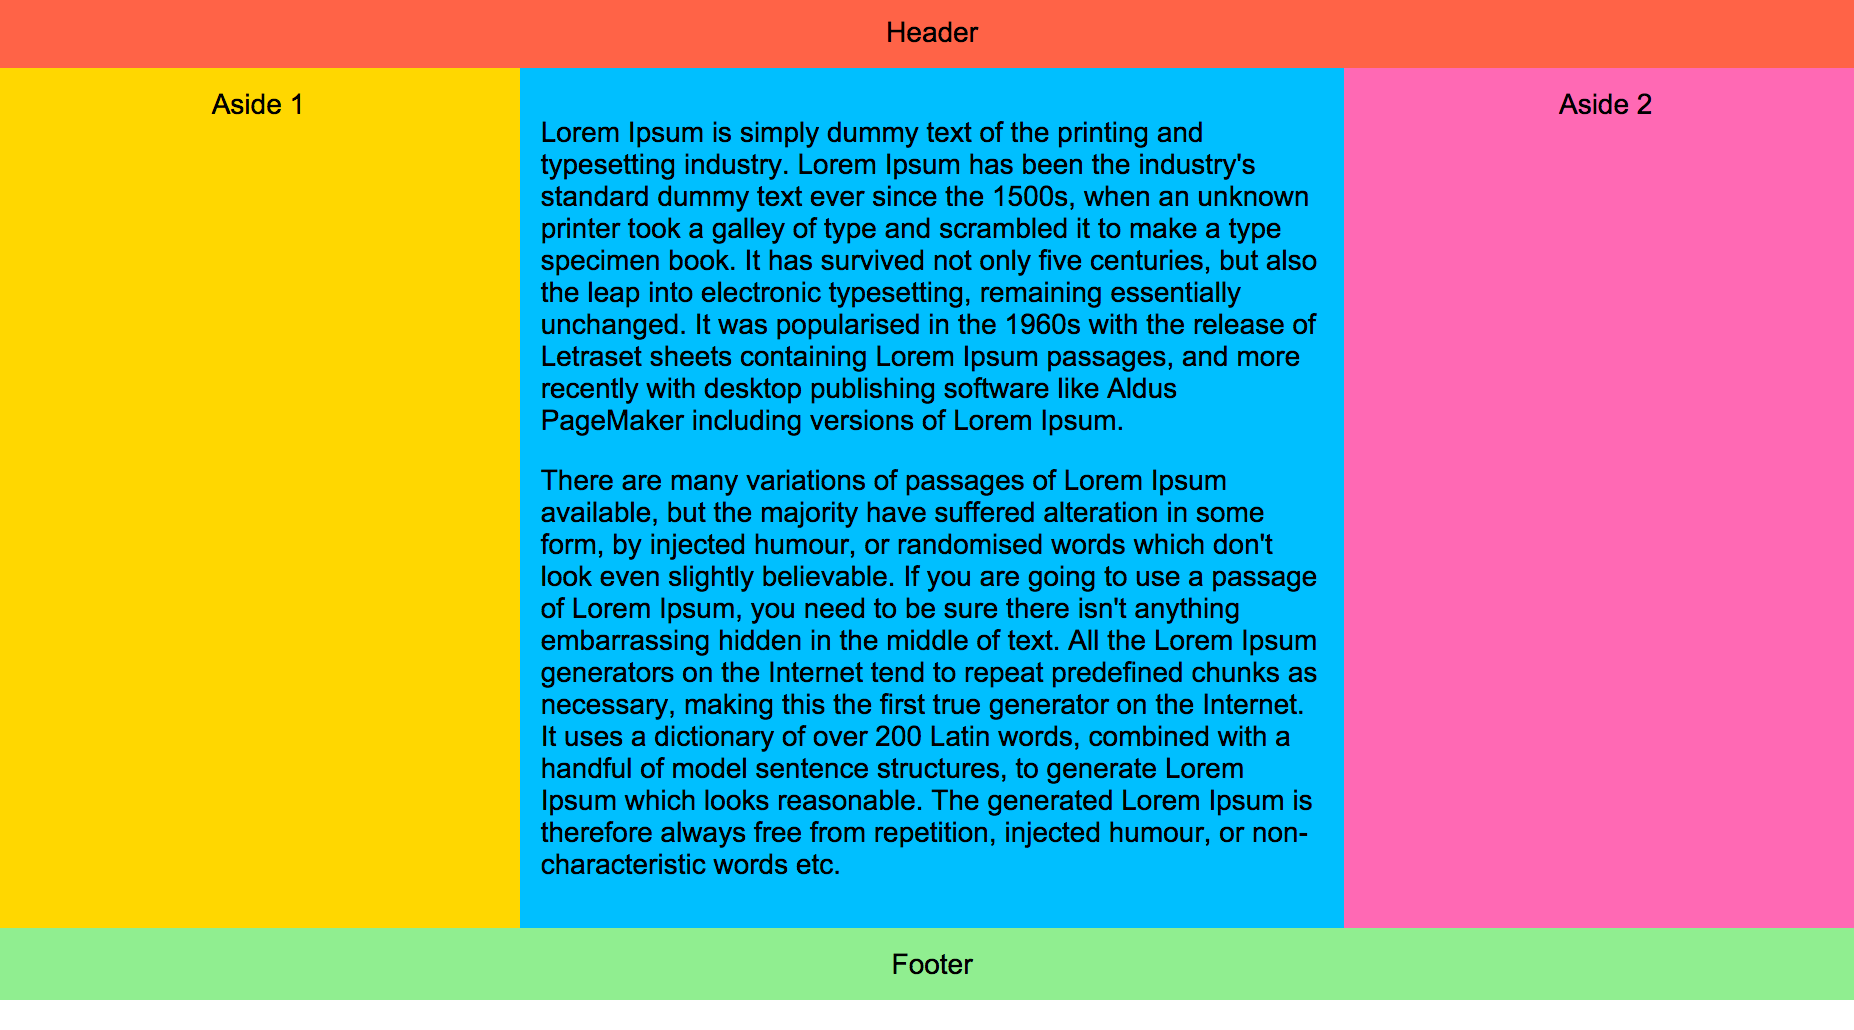 Header
Aside 1
Lorem Ipsum is simply dummy text of the printing and
typesetting industry. Lorem Ipsum has been the industry's
standard dummy text ever since the 1500s, when an unknown
printer took a galley of type and scrambled it to make a type
specimen book. It has survived not only five centuries, but also
the leap into electronic typesetting, remaining essentially
unchanged. It was popularised in the 1960s with the release of
Letraset sheets containing Lorem Ipsum passages, and more
recently with desktop publishing software like Aldus
PageMaker including versions of Lorem Ipsum.
There are many variations of passages of Lorem Ipsum
available, but the majority have suffered alteration in some
form, by injected humour, or randomised words which don't
look even slightly believable. If you are going to use a passage
of Lorem Ipsum, you need to be sure there isn't anything
embarrassing hidden in the middle of text. All the Lorem Ipsum
generators on the Internet tend to repeat predefined chunks as
necessary, making this the first true generator on the Internet.
It uses a dictionary of over 200 Latin words, combined with a
handful of model sentence structures, to generate Lorem
Ipsum which looks reasonable. The generated Lorem Ipsum is
therefore always free from repetition, injected humour, or non-
characteristic words etc.
Aside 2
Footer